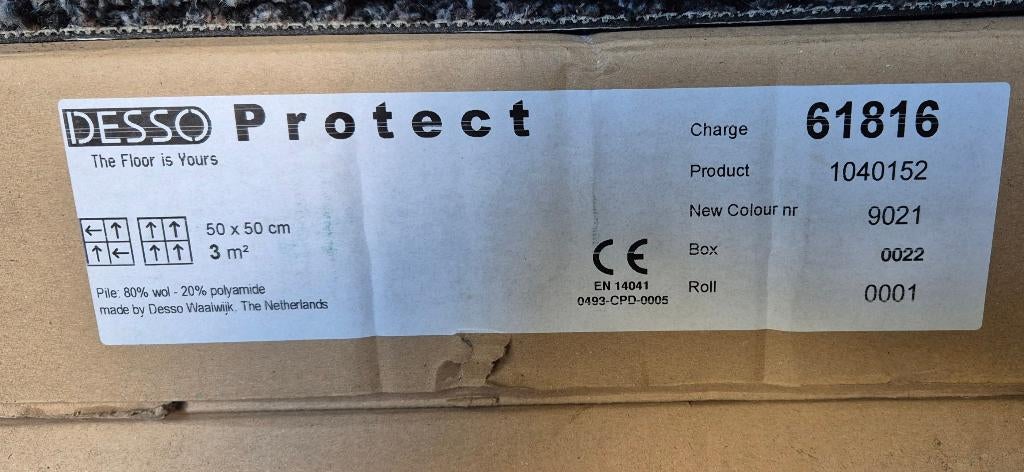 DESSO Protect
The Floor is Yours
50 x 50 cm
3 m²
Pile: 80% wol - 20% polyamide
made by Desso Waalwijk. The Netherlands
CE
EN 14041
0493-CPD-0005
Charge 61816
Product 1040152
New Colour nr 9021
Box 0022
Roll 0001